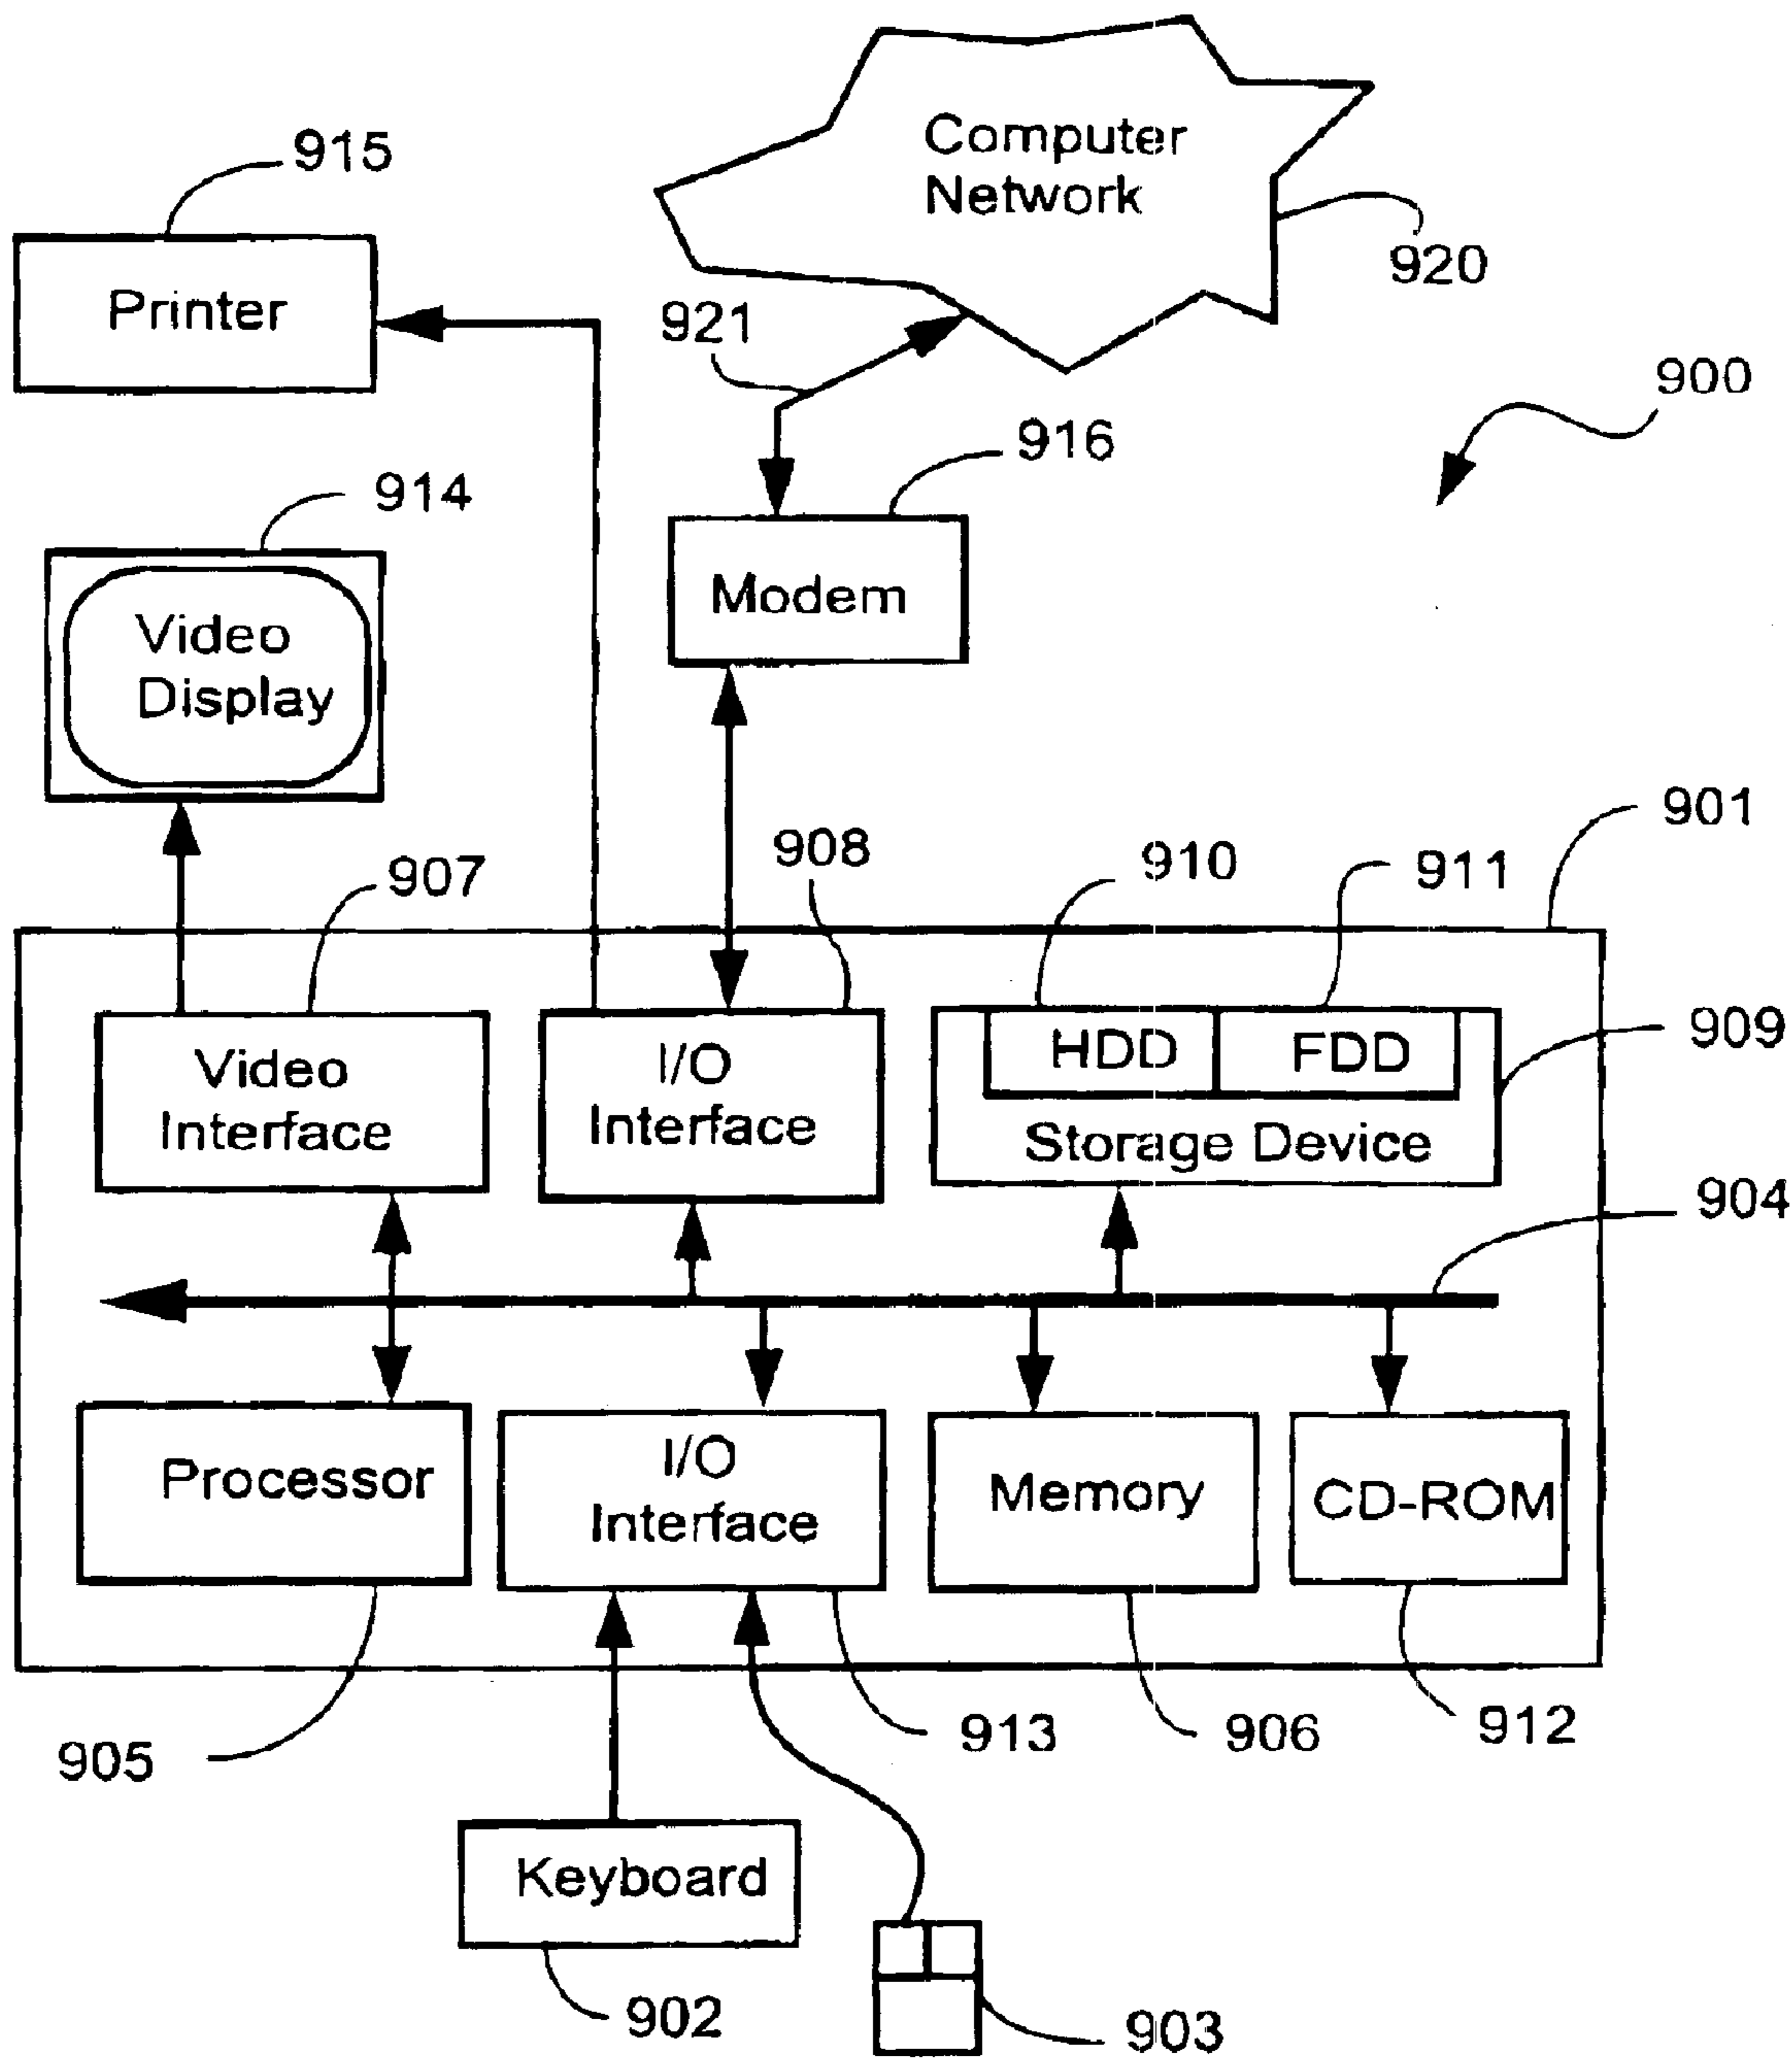 Computer
Network
915
920
Printer
921
900
916
914
Modem
Video
Display
901
908
910
911
907
909
HDD
FDD
Video
Interface
I/O
Interface
Storage Device
904
Processor
I/O
Interface
Memory
CD-ROM
905
913
906
912
Keyboard
902
903